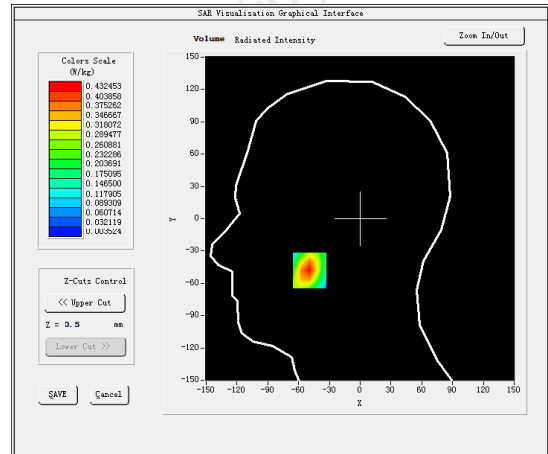 SAR Visualisation Graphical Interface
Volume Radiated Intensity
Zoom In/Out
Colors Scale
(W/kg)
0.432453
0.403858
0.375262
0.346667
0.318072
0.289477
0.260881
0.232286
0.203691
0.175095
0.146500
0.117905
0.089309
0.060714
0.032119
0.003524
Z-Cuts Control
<< Upper Cut
Z = 0.5 mm
Lower Cut >>
SAVE
Cancel
150
120
90
60
30
0
-30
-60
-90
-120
-150
Y
-150 -120 -90 -60 -30 0 30 60 90 120 150
X